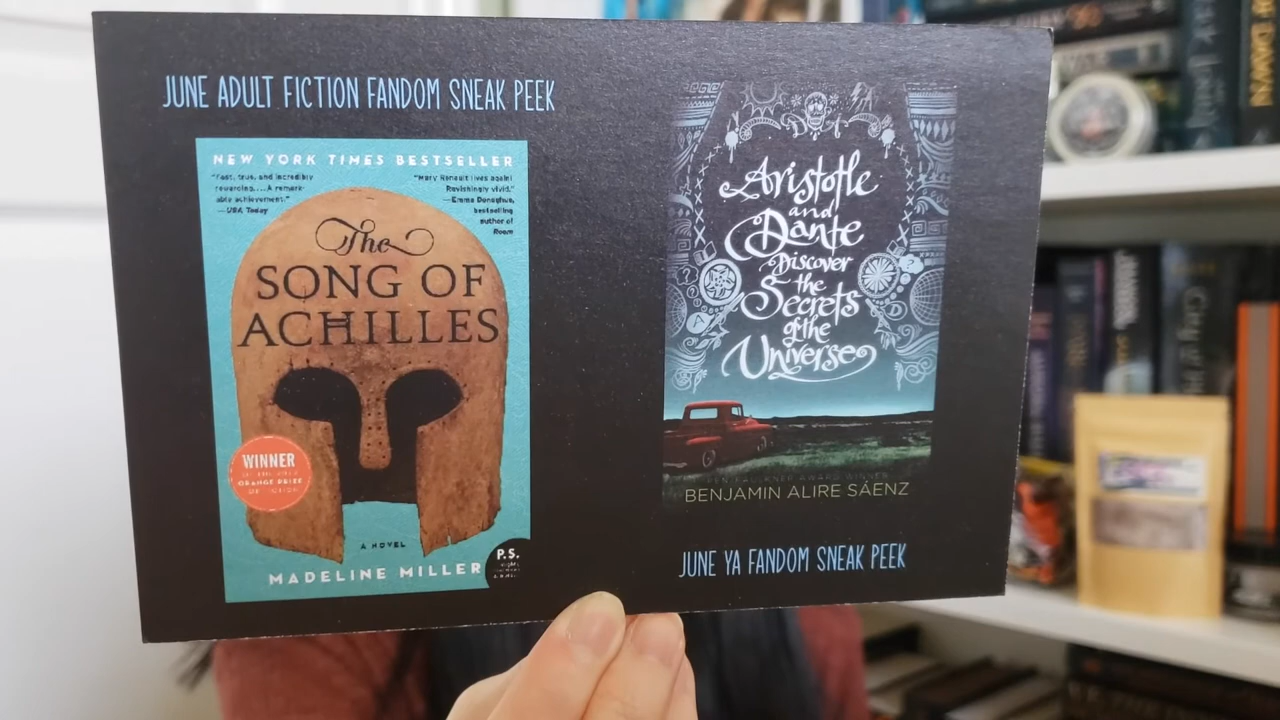 JUNE ADULT FICTION FANDOM SNEAK PEEK
NEW YORK TIMES BESTSELLER
"Fast, true, and incredibly
rewarding....A remark-
able achievement."
—USA Today
"Mary Renault lives again!
Ravishingly vivid."
—Emma Donoghue,
bestselling
author of
Room
The
SONG OF
ACHILLES
WINNER
ORANGE PRIZE
A NOVEL
P.S.
MADELINE MILLER
Aristotle
and
Dante
Discover
the
Secrets
of the
Universe
BENJAMIN ALIRE SÁENZ
JUNE YA FANDOM SNEAK PEEK
DAWN